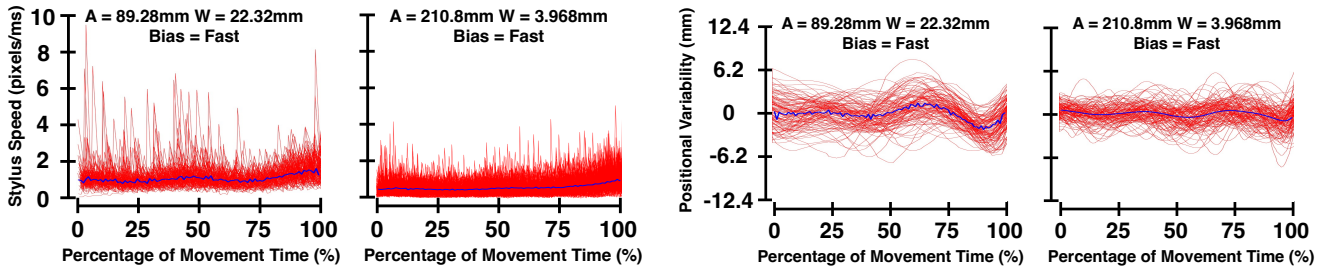 A = 89.28mm W = 22.32mm
Bias = Fast
A = 210.8mm W = 3.968mm
Bias = Fast
Stylus Speed (pixels/ms)
10
8
6
4
2
0
0 25 50 75 100
0 25 50 75 100
Percentage of Movement Time (%)
Percentage of Movement Time (%)
A = 89.28mm W = 22.32mm
Bias = Fast
A = 210.8mm W = 3.968mm
Bias = Fast
Positional Variability (mm)
12.4
6.2
0
-6.2
-12.4
0 25 50 75 100
0 25 50 75 100
Percentage of Movement Time (%)
Percentage of Movement Time (%)